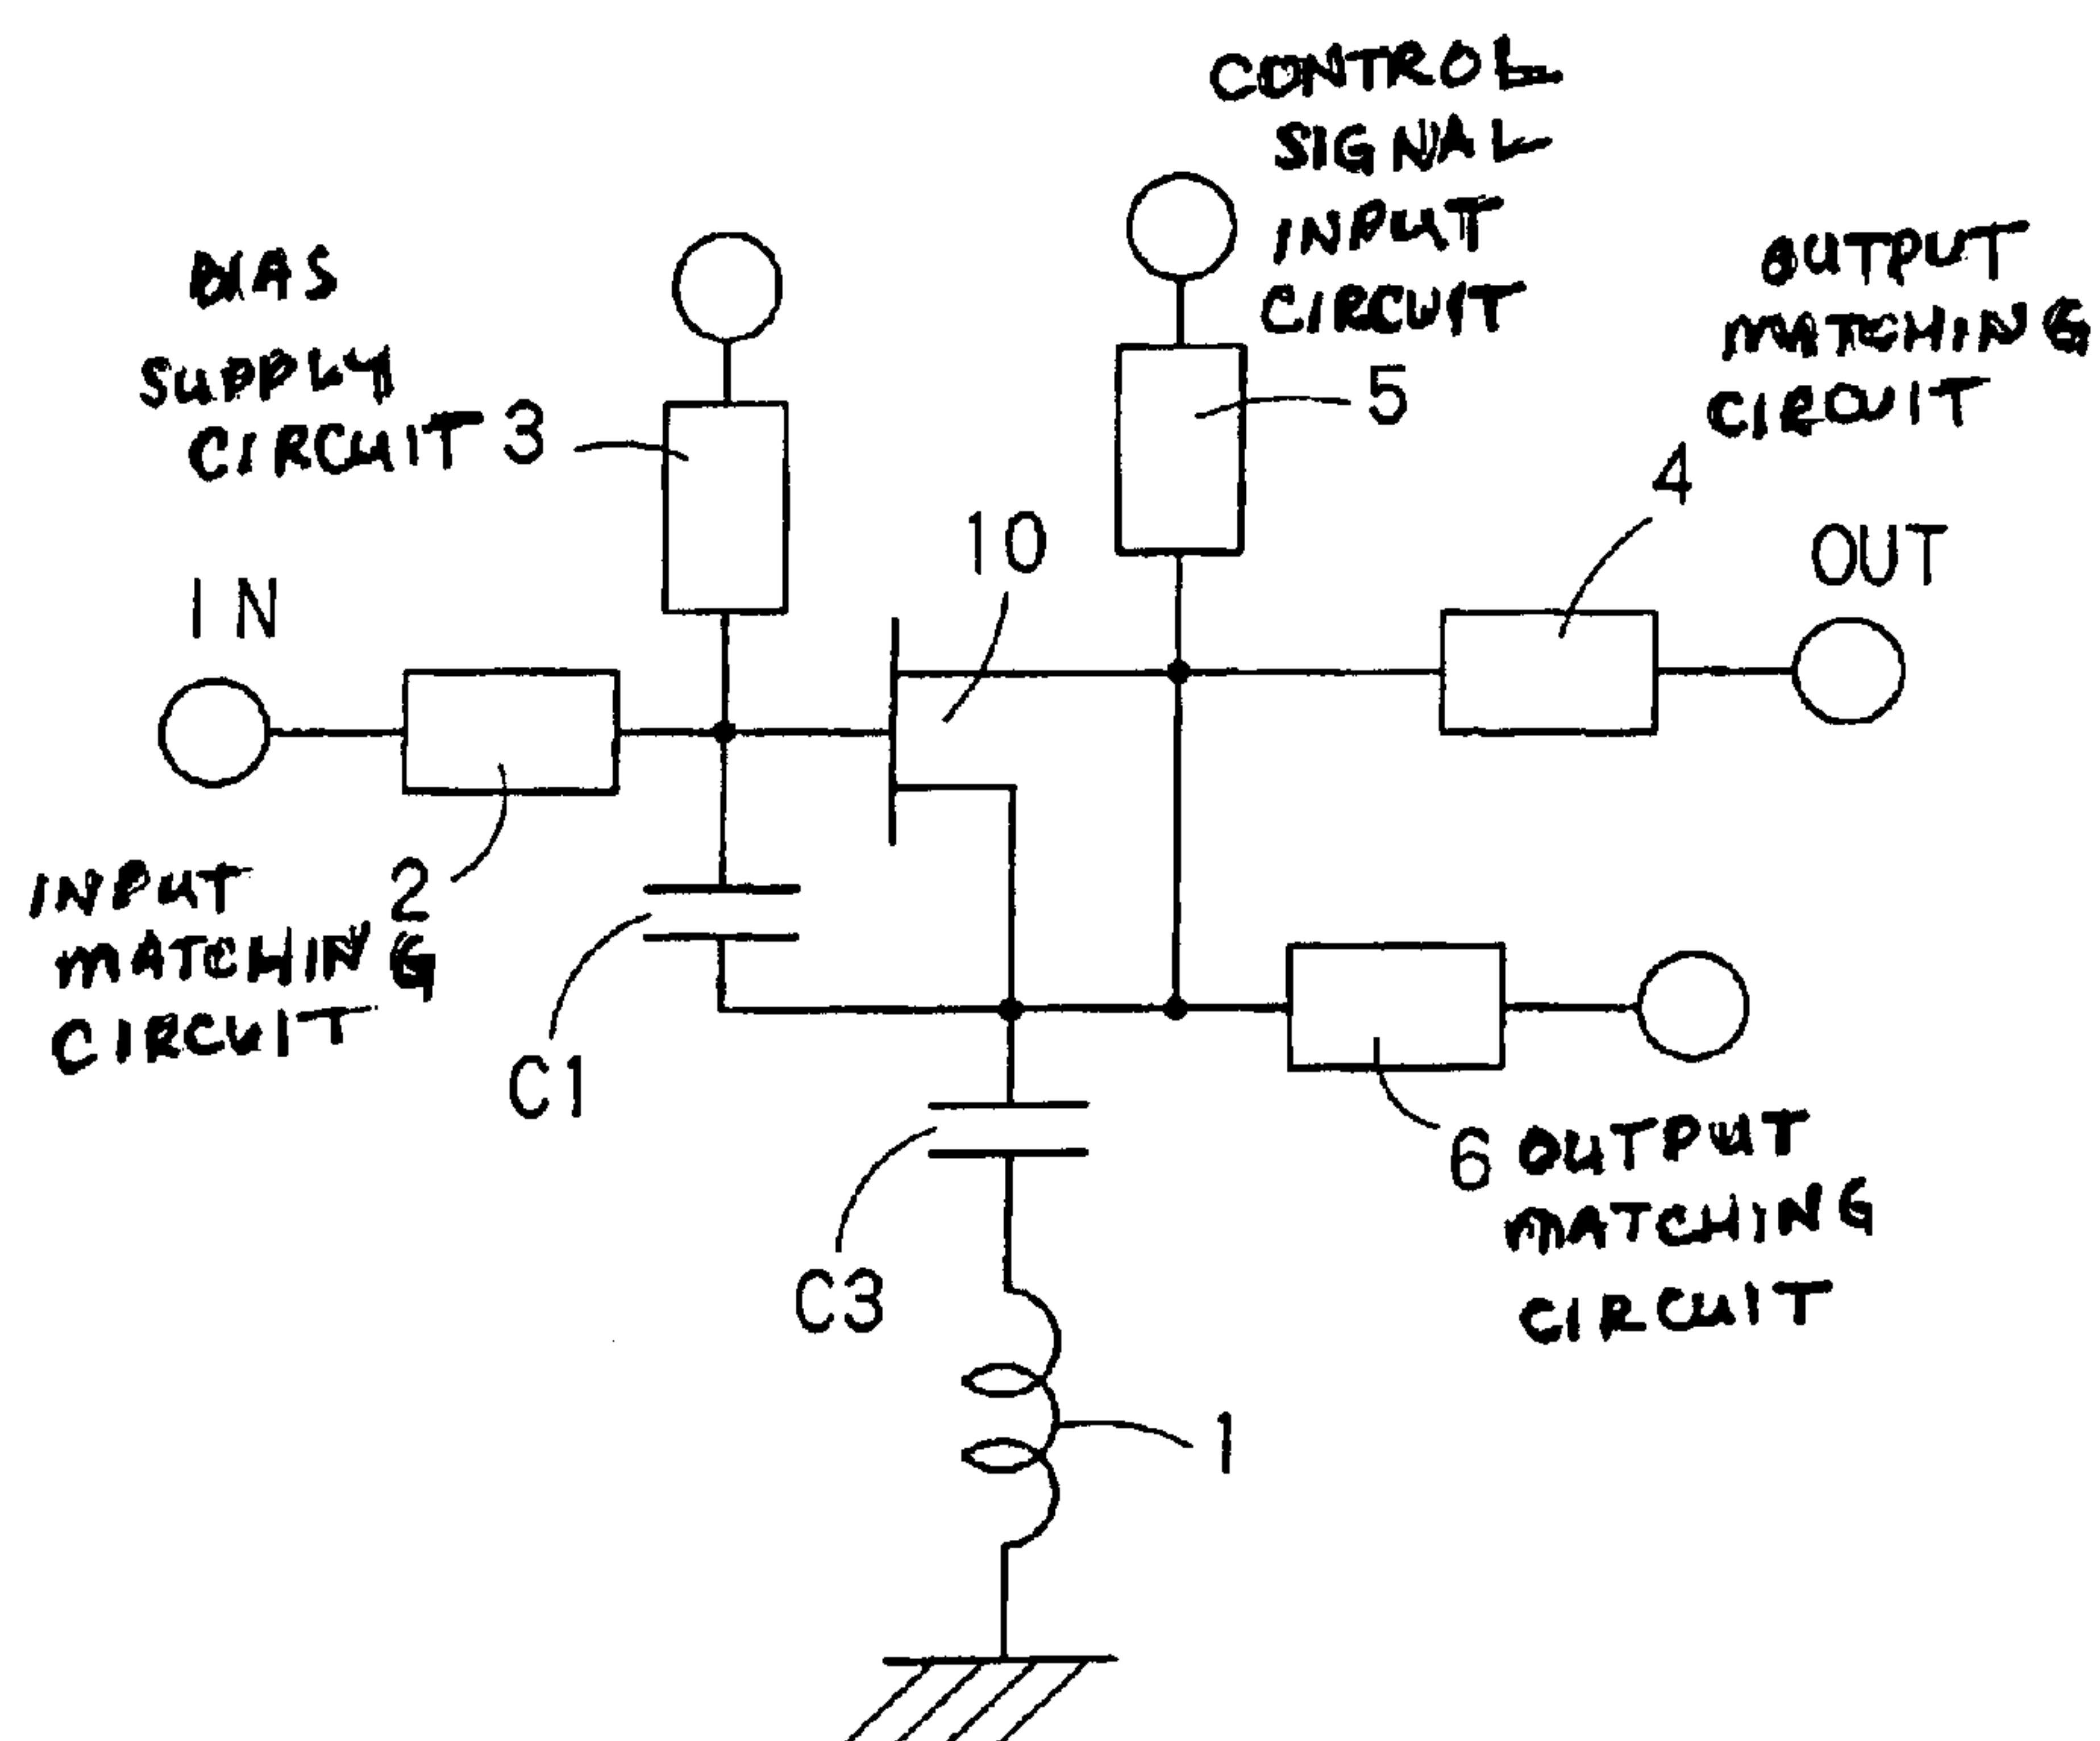 CONTROL
SIGNAL
INPUT
CIRCUIT
BIAS
SUPPLY
CIRCUIT 3
5
OUTPUT
MATCHING
CIRCUIT
4
10
OUT
IN
2
INPUT
MATCHING
CIRCUIT
C1
6 OUTPUT
MATCHING
CIRCUIT
C3
1